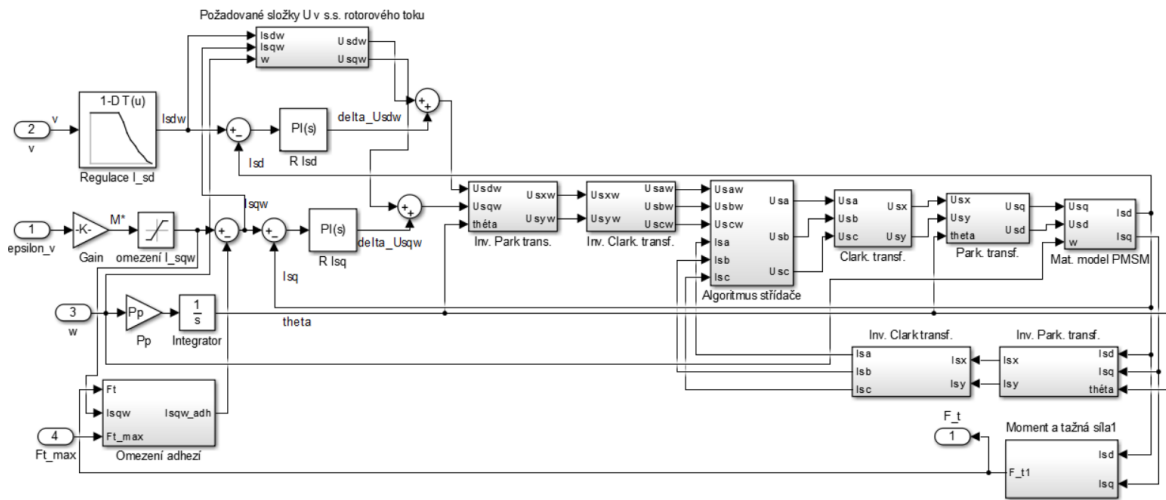 Požadované složky U v s.s. rotorového toku
Isdw
Isqw
w
Usdw
Usqw
1-D T(u)
v
2
v
Regulace I_sd
Isdw
Isd
PI(s)
R Isd
delta_Usdw
1
epsilon_v
-K-
Gain
M*
omezení I_sqw
Isqw
Isq
PI(s)
R Isq
delta_Usqw
3
w
Pp
Pp
1
s
Integrator
theta
Ft
Isqw
Ft_max
Isqw_adh
Omezení adhezí
4
Ft_max
Usdw
Usqw
théta
Usxw
Usyw
Inv. Park trans.
Usxw
Usyw
Usaw
Usbw
Uscw
Inv. Clark. transf.
Usaw
Usbw
Uscw
Isa
Isb
Isc
Usa
Usb
Usc
Algoritmus střídače
Usa
Usb
Usc
Usx
Usy
Clark. transf.
Usx
Usy
theta
Usq
Usd
Park. transf.
Usq
Usd
w
Isd
Isq
Mat. model PMSM
Inv. Clark transf.
Isa
Isb
Isc
Isx
Isy
Inv. Park. transf.
Isx
Isy
Isd
Isq
théta
F_t
1
Moment a tažná síla1
F_t1
Isd
Isq